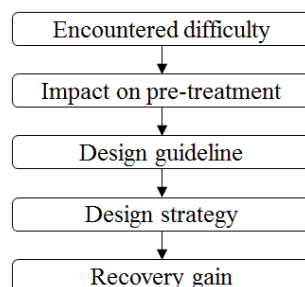 Encountered difficulty
Impact on pre-treatment
Design guideline
Design strategy
Recovery gain